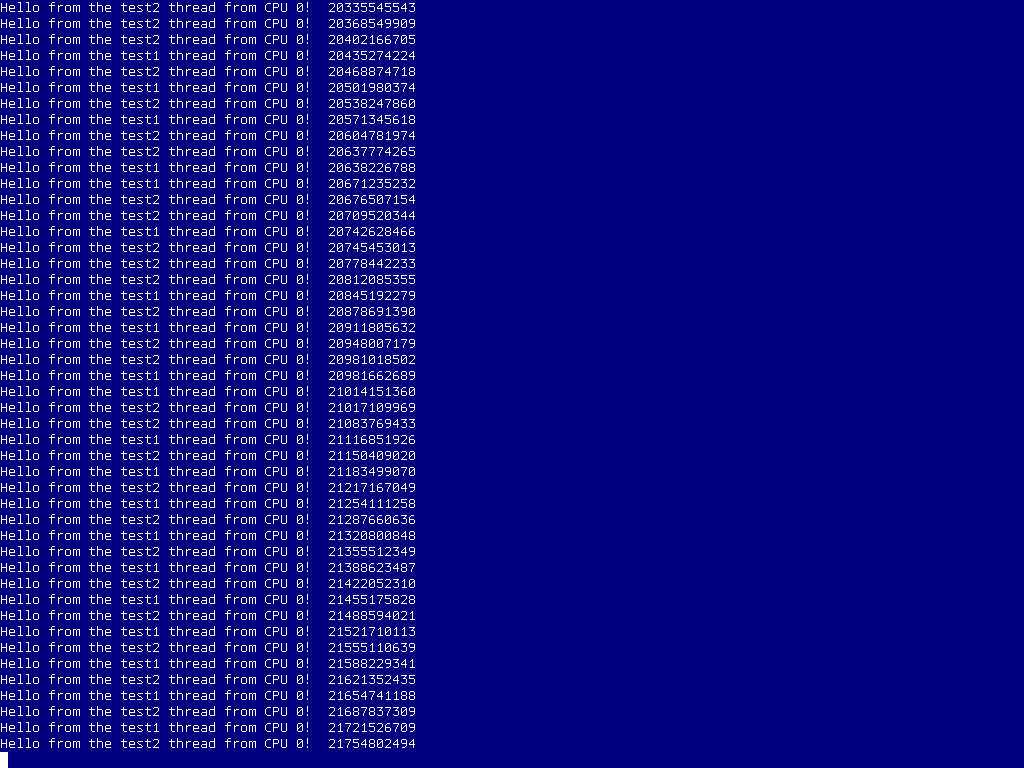 Hello from the test2 thread from CPU 0!  20335545543
Hello from the test2 thread from CPU 0!  20368549909
Hello from the test2 thread from CPU 0!  20402166705
Hello from the test1 thread from CPU 0!  20435274224
Hello from the test2 thread from CPU 0!  20468874718
Hello from the test1 thread from CPU 0!  20501980374
Hello from the test2 thread from CPU 0!  20538247860
Hello from the test1 thread from CPU 0!  20571345618
Hello from the test2 thread from CPU 0!  20604781974
Hello from the test2 thread from CPU 0!  20637774265
Hello from the test1 thread from CPU 0!  20638226788
Hello from the test1 thread from CPU 0!  20671235232
Hello from the test2 thread from CPU 0!  20676507154
Hello from the test2 thread from CPU 0!  20709520344
Hello from the test1 thread from CPU 0!  20742628466
Hello from the test2 thread from CPU 0!  20745453013
Hello from the test2 thread from CPU 0!  20778442233
Hello from the test2 thread from CPU 0!  20812085355
Hello from the test1 thread from CPU 0!  20845192279
Hello from the test2 thread from CPU 0!  20878691390
Hello from the test1 thread from CPU 0!  20911805632
Hello from the test2 thread from CPU 0!  20948007179
Hello from the test2 thread from CPU 0!  20981018502
Hello from the test1 thread from CPU 0!  20981662689
Hello from the test1 thread from CPU 0!  21014151360
Hello from the test2 thread from CPU 0!  21017109969
Hello from the test2 thread from CPU 0!  21083769433
Hello from the test1 thread from CPU 0!  21116851926
Hello from the test2 thread from CPU 0!  21150409020
Hello from the test1 thread from CPU 0!  21183499070
Hello from the test2 thread from CPU 0!  21217167049
Hello from the test1 thread from CPU 0!  21254111258
Hello from the test2 thread from CPU 0!  21287660636
Hello from the test1 thread from CPU 0!  21320800848
Hello from the test2 thread from CPU 0!  21355512349
Hello from the test1 thread from CPU 0!  21388623487
Hello from the test2 thread from CPU 0!  21422052310
Hello from the test1 thread from CPU 0!  21455175828
Hello from the test2 thread from CPU 0!  21488594021
Hello from the test1 thread from CPU 0!  21521710113
Hello from the test2 thread from CPU 0!  21555110639
Hello from the test1 thread from CPU 0!  21588229341
Hello from the test2 thread from CPU 0!  21621352435
Hello from the test1 thread from CPU 0!  21654741188
Hello from the test2 thread from CPU 0!  21687837309
Hello from the test1 thread from CPU 0!  21721526709
Hello from the test2 thread from CPU 0!  21754802494